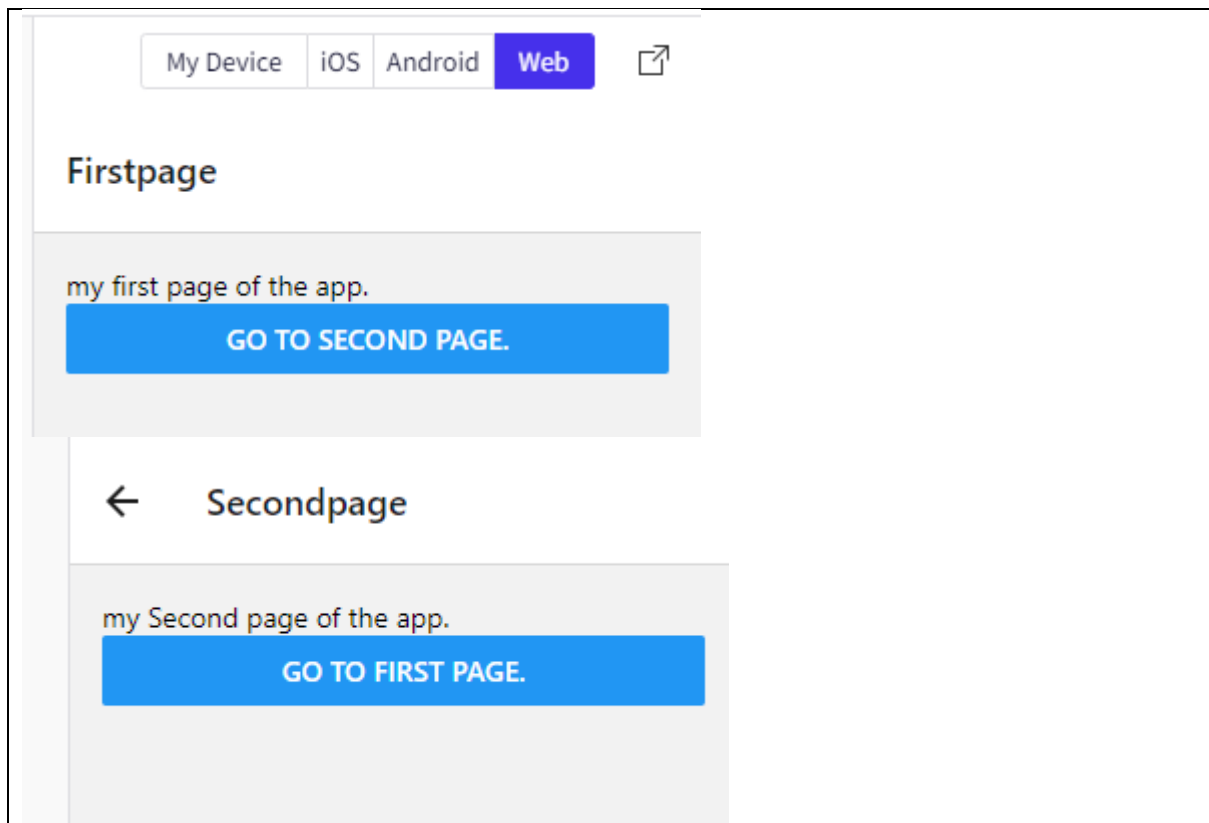 My Device iOS Android Web
Firstpage
my first page of the app.
GO TO SECOND PAGE.
Secondpage
my Second page of the app.
GO TO FIRST PAGE.